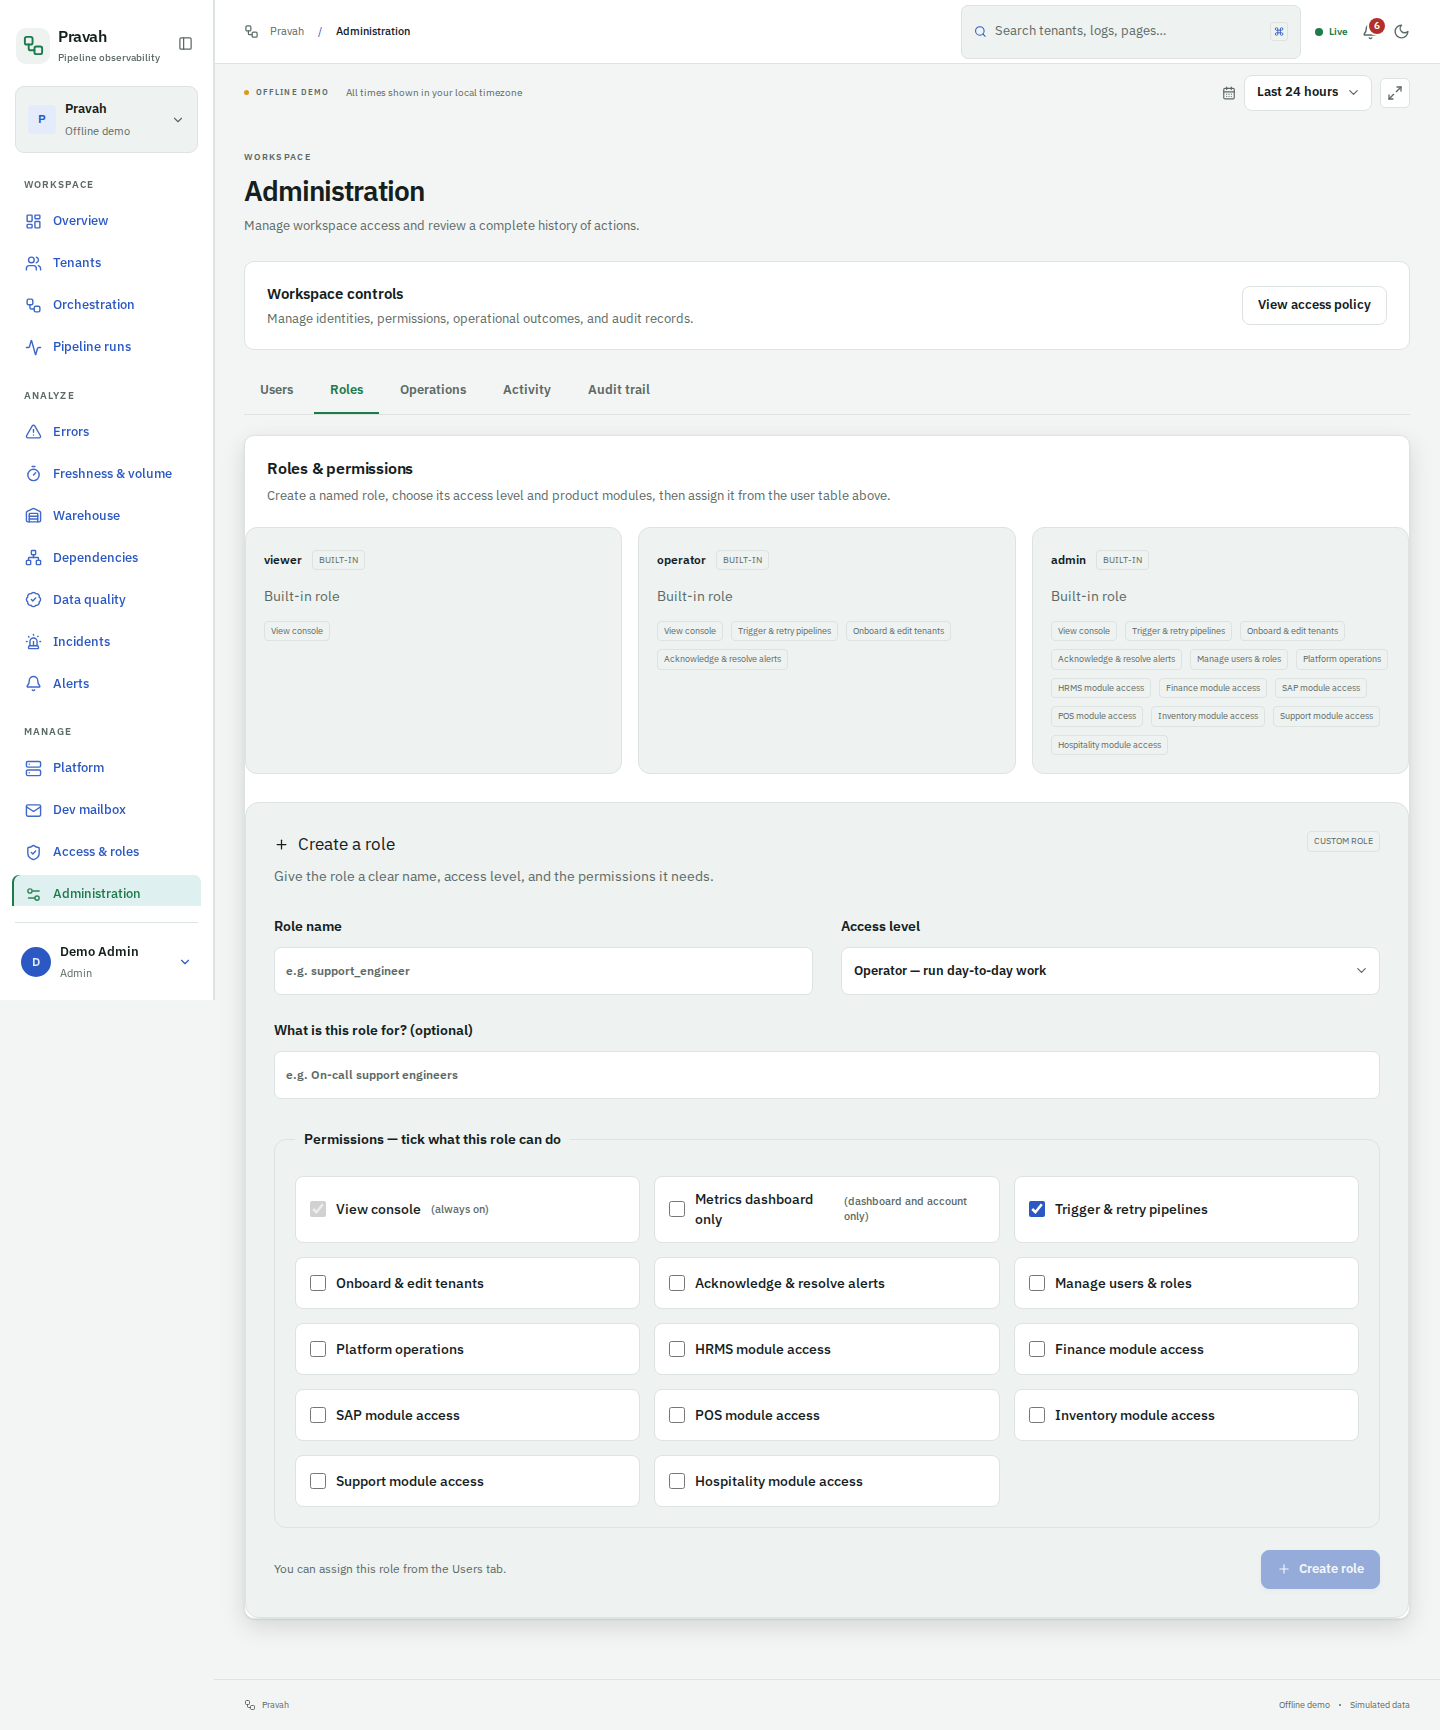 Pravah
Pipeline observability
P
Pravah
Offline demo
WORKSPACE
Overview
Tenants
Orchestration
Pipeline runs
ANALYZE
Errors
Freshness & volume
Warehouse
Dependencies
Data quality
Incidents
Alerts
MANAGE
Platform
Dev mailbox
Access & roles
Administration
D
Demo Admin
Admin
Pravah / Administration
Search tenants, logs, pages...
⌘
Live
6
OFFLINE DEMO
All times shown in your local timezone
Last 24 hours
WORKSPACE
Administration
Manage workspace access and review a complete history of actions.
Workspace controls
Manage identities, permissions, operational outcomes, and audit records.
View access policy
Users
Roles
Operations
Activity
Audit trail
Roles & permissions
Create a named role, choose its access level and product modules, then assign it from the user table above.
viewer
BUILT-IN
Built-in role
View console
operator
BUILT-IN
Built-in role
View console
Trigger & retry pipelines
Onboard & edit tenants
Acknowledge & resolve alerts
admin
BUILT-IN
Built-in role
View console
Trigger & retry pipelines
Onboard & edit tenants
Acknowledge & resolve alerts
Manage users & roles
Platform operations
HRMS module access
Finance module access
SAP module access
POS module access
Inventory module access
Support module access
Hospitality module access
Create a role
CUSTOM ROLE
Give the role a clear name, access level, and the permissions it needs.
Role name
e.g. support_engineer
Access level
Operator — run day-to-day work
What is this role for? (optional)
e.g. On-call support engineers
Permissions — tick what this role can do
View console (always on)
Metrics dashboard only
(dashboard and account only)
Trigger & retry pipelines
Onboard & edit tenants
Acknowledge & resolve alerts
Manage users & roles
Platform operations
HRMS module access
Finance module access
SAP module access
POS module access
Inventory module access
Support module access
Hospitality module access
You can assign this role from the Users tab.
Create role
Pravah
Offline demo • Simulated data